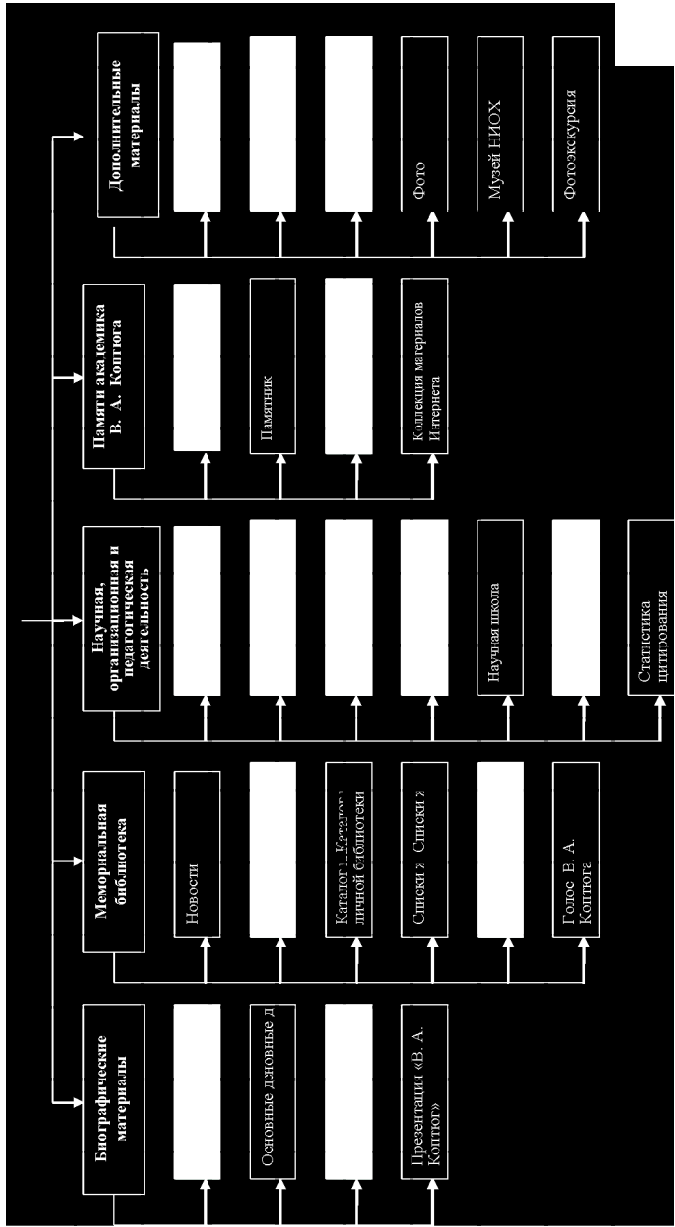 Биографические
материалы
Основные
Презентация «В. А.
Коптюг»
Мемориальная
библиотека
Новости
Каталог
личной библиотеки
Списки
Списки
Голос В. А.
Коптюга
Научная,
организационная и
педагогическая
деятельность
Научная школа
Статистика
цитирования
Памяти академика
В. А. Коптюга
Памятник
Коллекция материалов
Интернета
Дополнительные
материалы
Фото
Музей НИОХ
Фотоэкскурсия